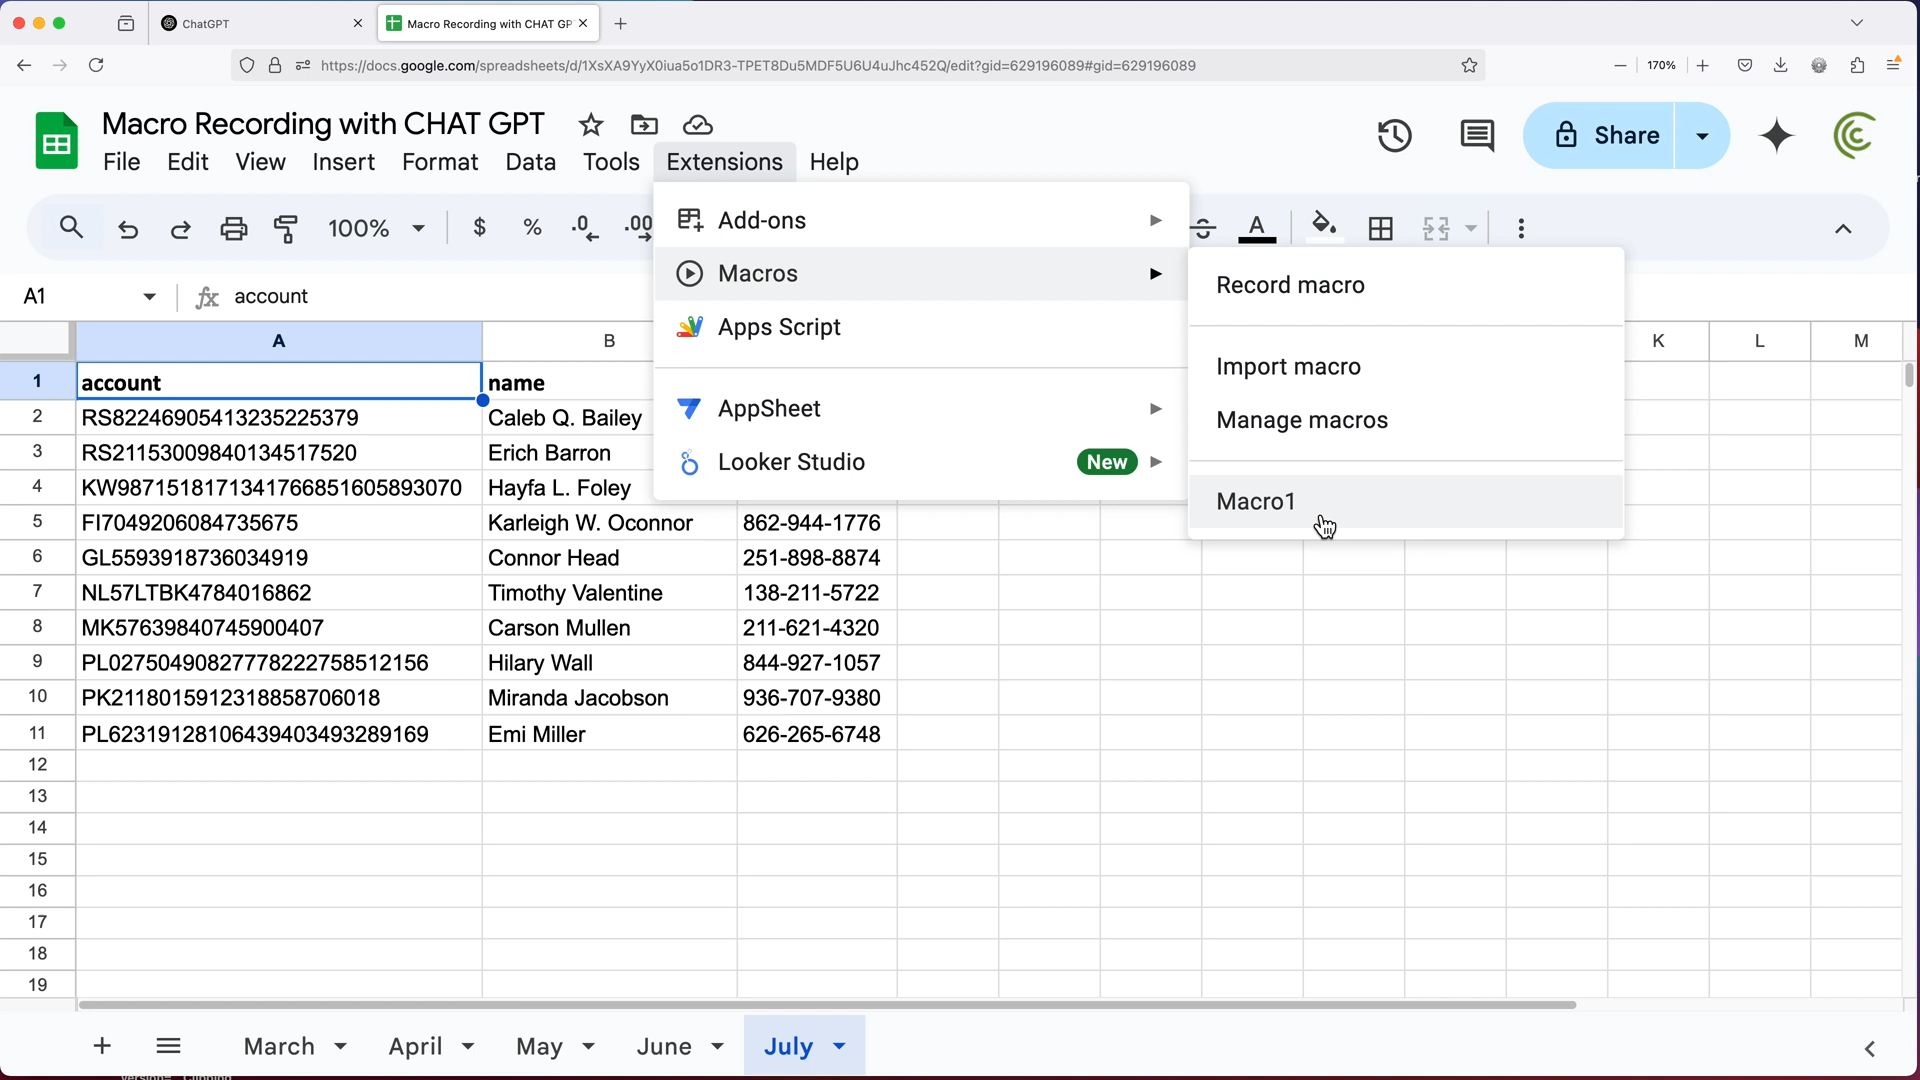 ChatGPT
Macro Recording with CHAT GP
https://docs.google.com/spreadsheets/d/1XsXA9YyX0iua5o1DR3-TPET8Du5MDF5U6U4uJhc452Q/edit?gid=629196089#gid=629196089
170%
Macro Recording with CHAT GPT
File Edit View Insert Format Data Tools Extensions Help
Share
100% $ % .0 .00 A
Add-ons
Macros
Apps Script
AppSheet
Looker Studio New
Record macro
Import macro
Manage macros
Macro1
A1 fx account
A B K L M
1 account name
2 RS82246905413235225379 Caleb Q. Bailey
3 RS21153009840134517520 Erich Barron
4 KW9871518171341766851605893070 Hayfa L. Foley
5 FI7049206084735675 Karleigh W. Oconnor 862-944-1776
6 GL5593918736034919 Connor Head 251-898-8874
7 NL57LTBK4784016862 Timothy Valentine 138-211-5722
8 MK57639840745900407 Carson Mullen 211-621-4320
9 PL02750490827778222758512156 Hilary Wall 844-927-1057
10 PK2118015912318858706018 Miranda Jacobson 936-707-9380
11 PL62319128106439403493289169 Emi Miller 626-265-6748
12
13
14
15
16
17
18
19
March April May June July